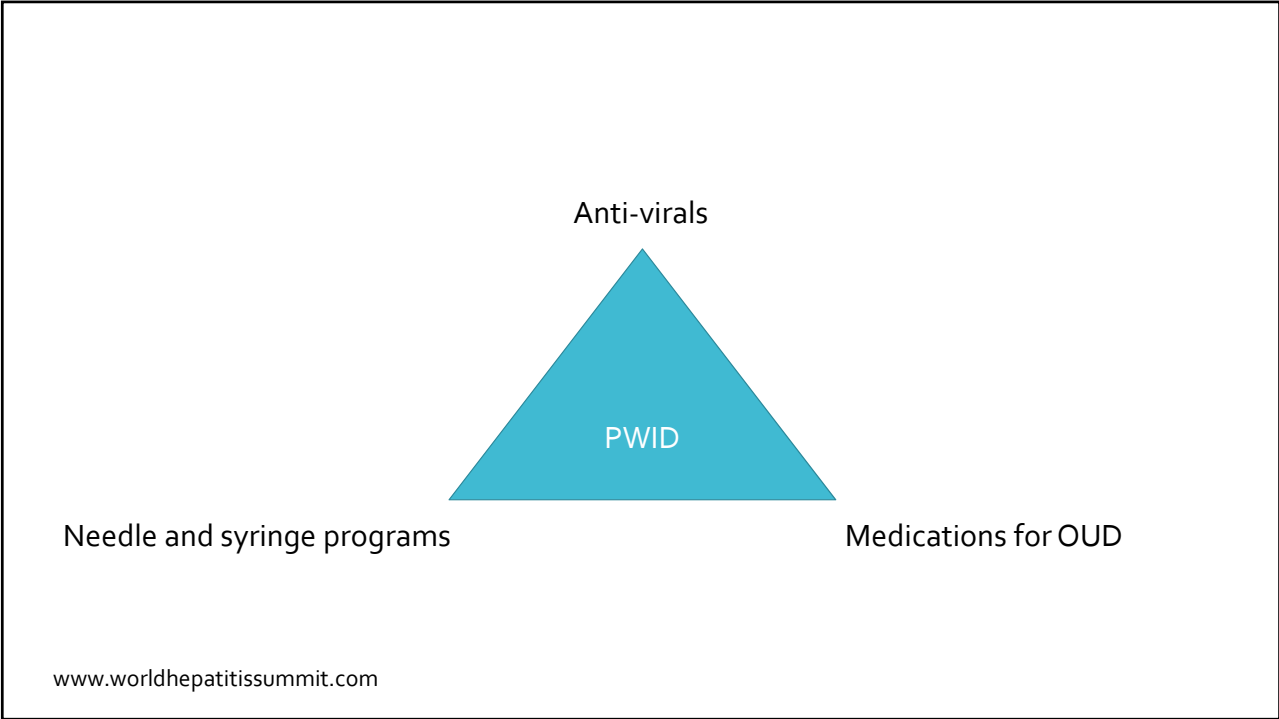 Anti-virals
PWID
Needle and syringe programs
Medications for OUD
www.worldhepatitissummit.com